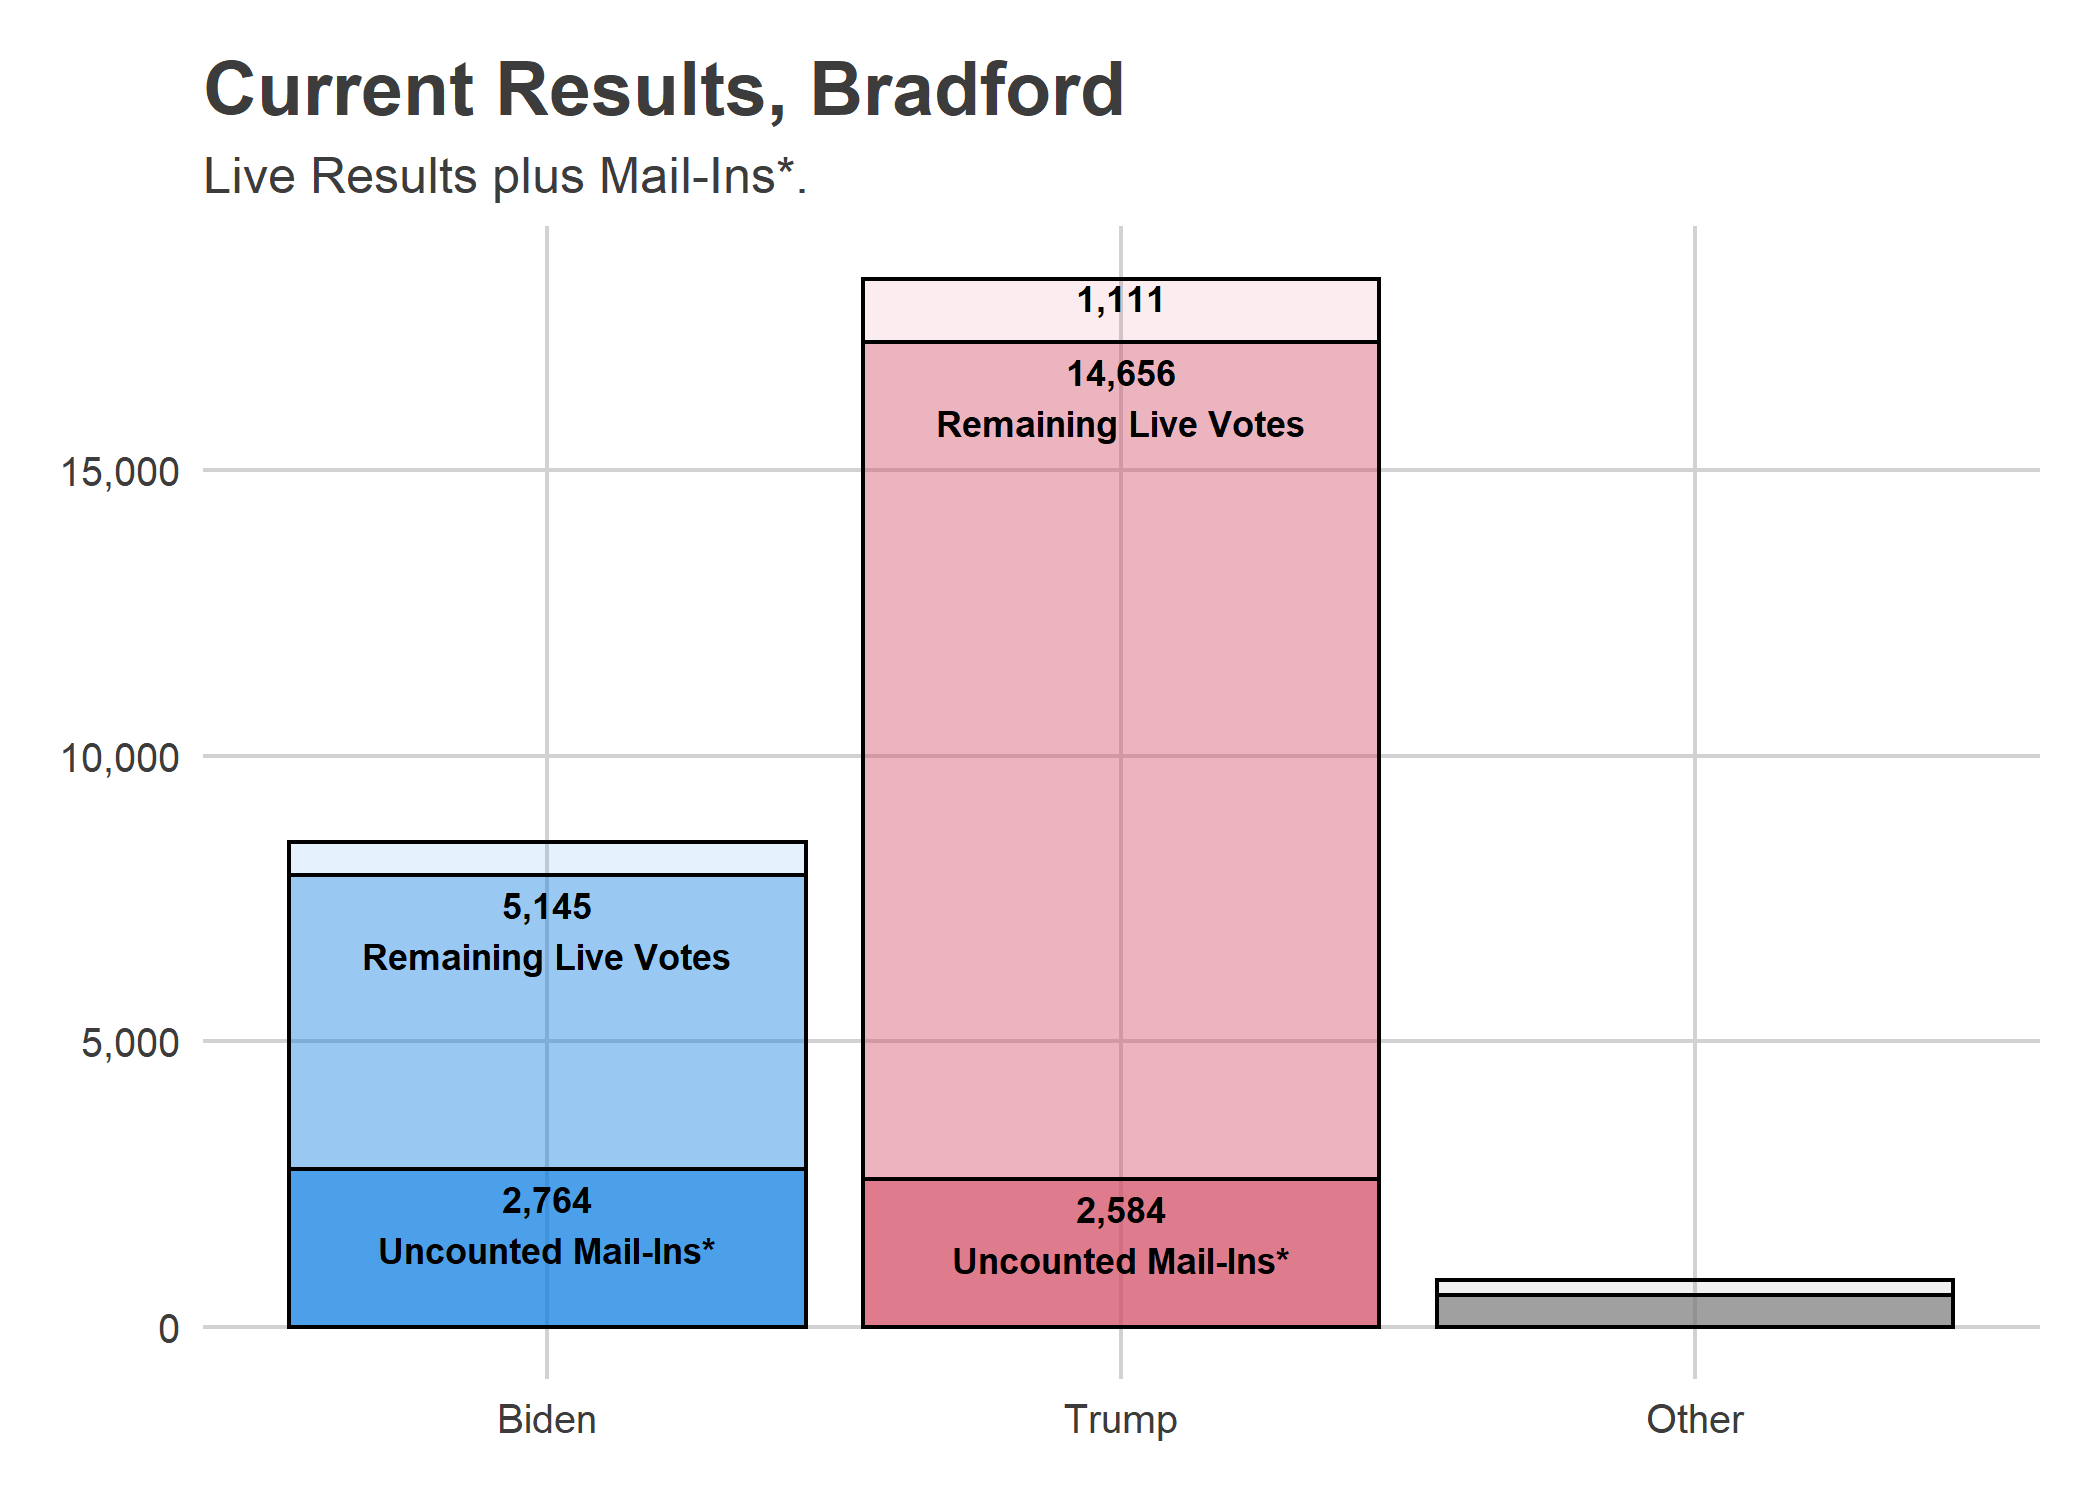 Current Results, Bradford
Live Results plus Mail-Ins*.
1,111
14,656
Remaining Live Votes
15,000
10,000
5,145
Remaining Live Votes
5,000
2,764
Uncounted Mail-Ins*
2,584
Uncounted Mail-Ins*
0
Biden
Trump
Other